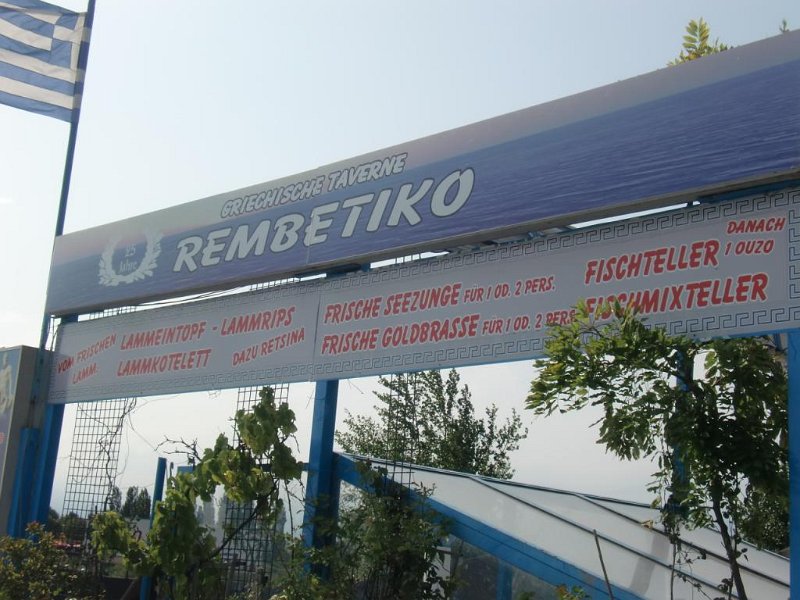 GRIECHISCHE TAVERNE
REMBETIKO
25
Jahre
VOM FRISCHEN LAMM: LAMMEINTOPF - LAMMRIPS
LAMMKOTELETT DAZU RETSINA
FRISCHE SEEZUNGE FÜR 1 OD. 2 PERS.
FRISCHE GOLDBRASSE FÜR 1 OD. 2 PERS.
FISCHTELLER DANACH 1 OUZO
FISCHMIXTELLER